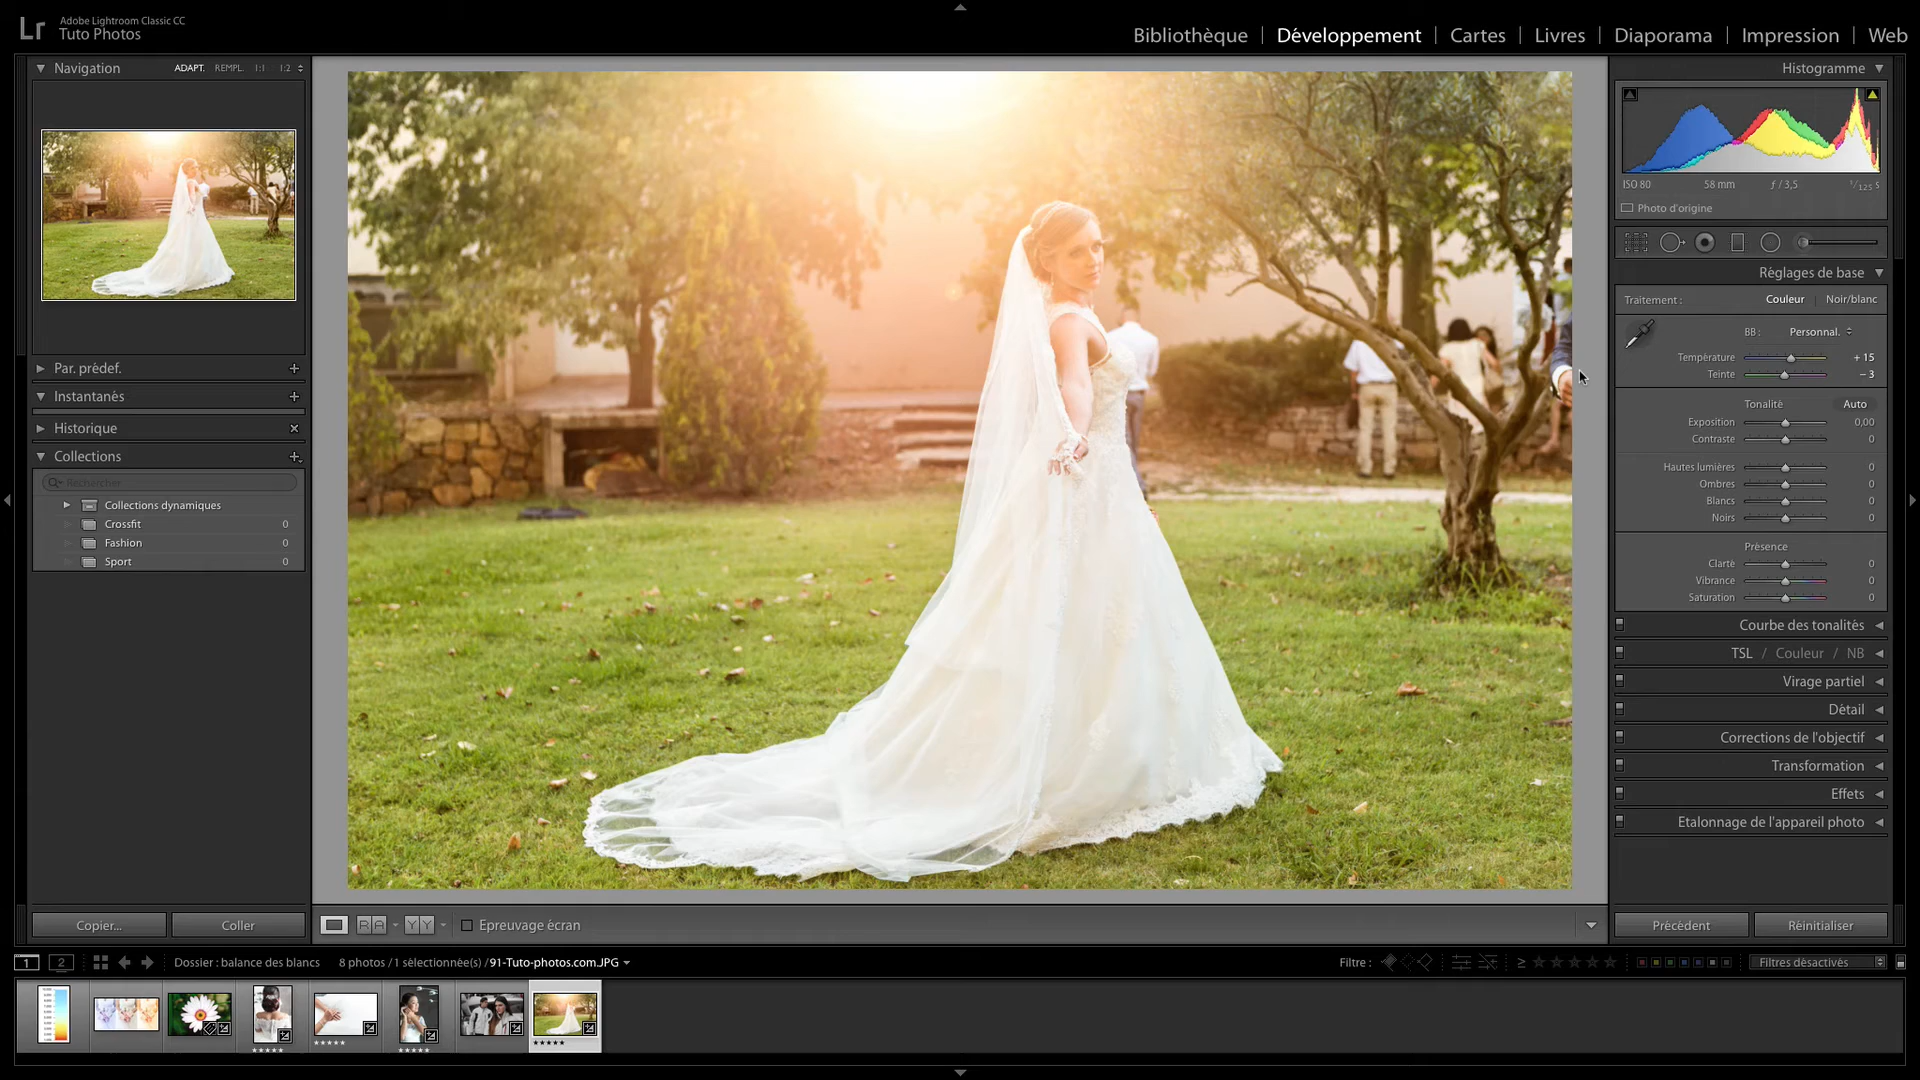 Lr
Adobe Lightroom Classic CC
Tuto Photos
Bibliothèque | Développement | Cartes | Livres | Diaporama | Impression | Web
Navigation ADAPT. REMPL. 1:1 1:2
Par. prédef.
Instantanés
Historique
Collections
Rechercher
Collections dynamiques
Crossfit 0
Fashion 0
Sport 0
Copier... Coller
Histogramme
ISO 80 58 mm ƒ / 3,5 1/125 s
Photo d'origine
Réglages de base
Traitement : Couleur | Noir/blanc
BB : Personnal.
Température + 15
Teinte – 3
Tonalité Auto
Exposition 0,00
Contraste 0
Hautes lumières 0
Ombres 0
Blancs 0
Noirs 0
Présence
Clarté 0
Vibrance 0
Saturation 0
Courbe des tonalités
TSL / Couleur / NB
Virage partiel
Détail
Corrections de l'objectif
Transformation
Effets
Etalonnage de l'appareil photo
Précédent Réinitialiser
R A Y Y Epreuvage écran
1 2 Dossier : balance des blancs 8 photos / 1 sélectionnée(s) / 91-Tuto-photos.com.JPG
Filtre : ≥ Filtres désactivés